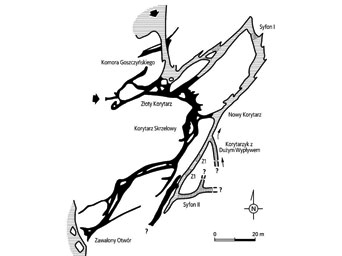 Syfon I
Komora Goszczyńskiego
Złoty Korytarz
Nowy Korytarz
Korytarz Skrzelowy
Korytarzyk z
Dużym Wypływem
Z1
?
Z1
?
?
Syfon II
?
?
N
Zawalony Otwór
0 20 m